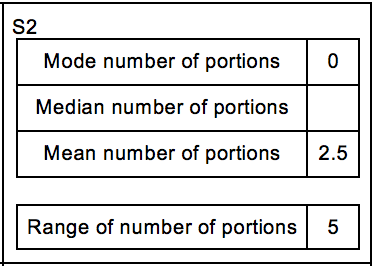 S2
Mode number of portions 0
Median number of portions
Mean number of portions 2.5
Range of number of portions 5